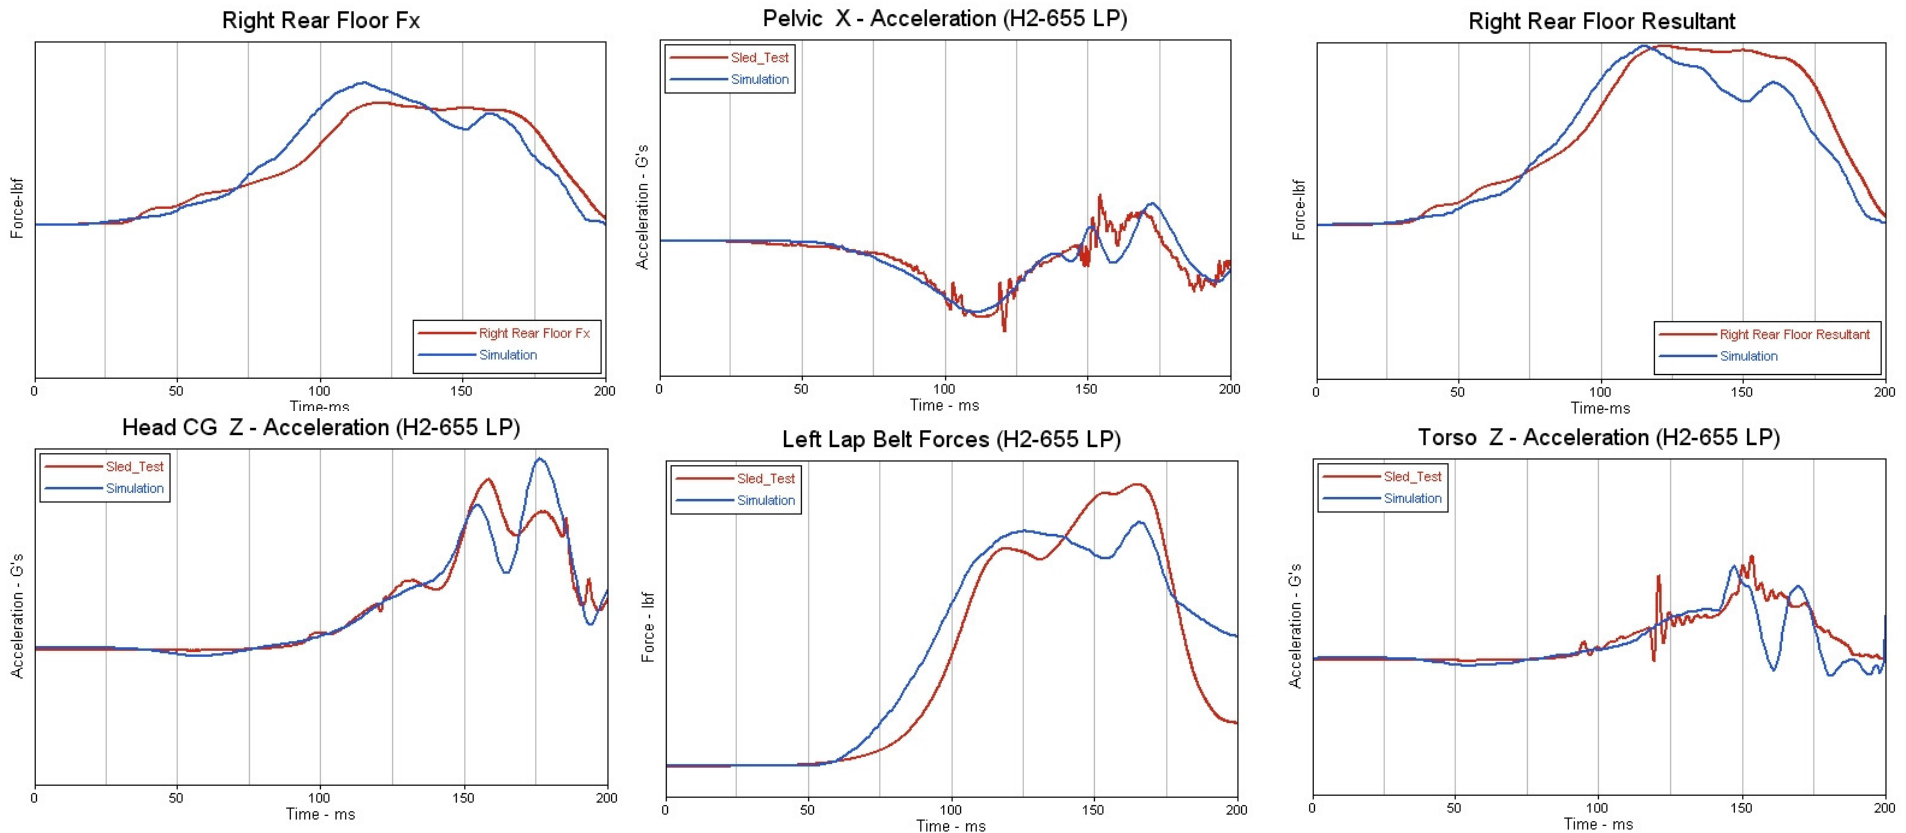 Right Rear Floor Fx
Force-lbf
Right Rear Floor Fx
Simulation
0 50 100 150 200
Time-ms
Pelvic X - Acceleration (H2-655 LP)
Sled_Test
Simulation
Acceleration - G's
0 50 100 150 200
Time - ms
Right Rear Floor Resultant
Force-lbf
Right Rear Floor Resultant
Simulation
0 50 100 150 200
Time-ms
Head CG Z - Acceleration (H2-655 LP)
Sled_Test
Simulation
Acceleration - G's
0 50 100 150 200
Time - ms
Left Lap Belt Forces (H2-655 LP)
Sled_Test
Simulation
Force - lbf
0 50 100 150 200
Time - ms
Torso Z - Acceleration (H2-655 LP)
Sled_Test
Simulation
Acceleration - G's
0 50 100 150 200
Time - ms